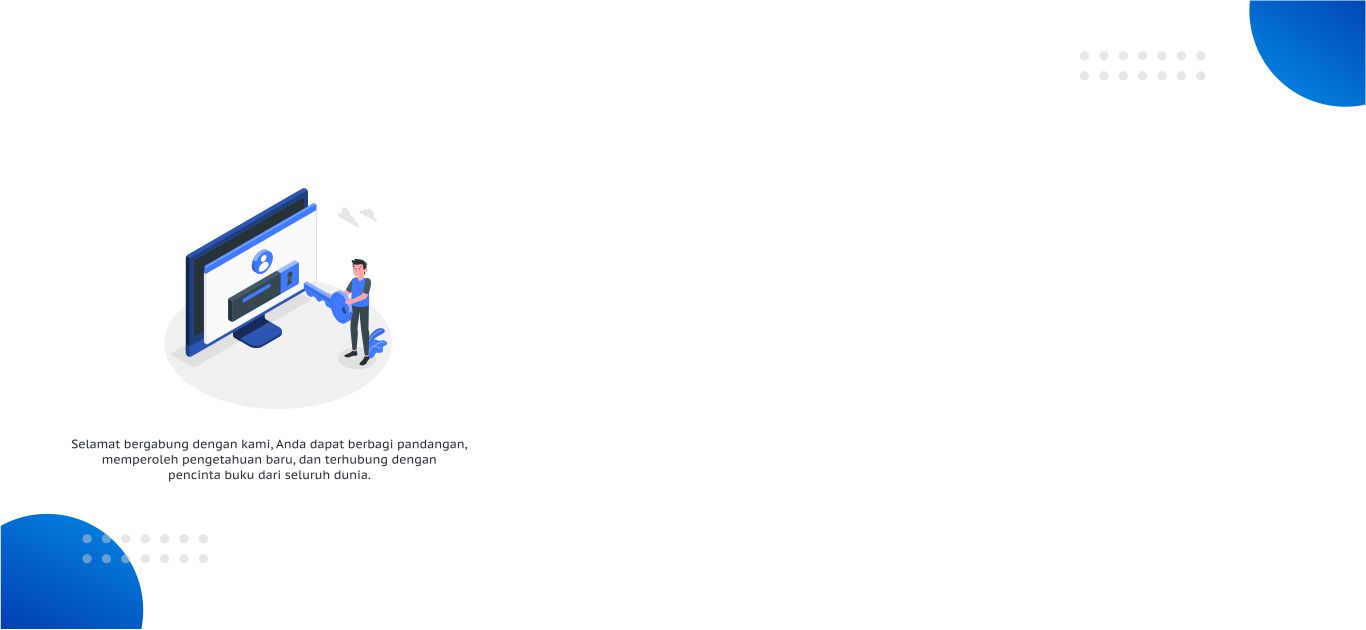 Selamat bergabung dengan kami, Anda dapat berbagi pandangan,
memperoleh pengetahuan baru, dan terhubung dengan
pencinta buku dari seluruh dunia.